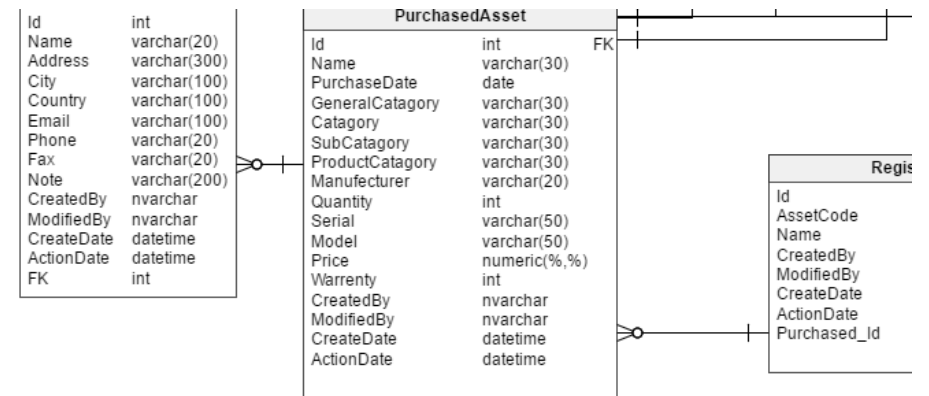 Id int
Name varchar(20)
Address varchar(300)
City varchar(100)
Country varchar(100)
Email varchar(100)
Phone varchar(20)
Fax varchar(20)
Note varchar(200)
CreatedBy nvarchar
ModifiedBy nvarchar
CreateDate datetime
ActionDate datetime
FK int
PurchasedAsset
Id int FK
Name varchar(30)
PurchaseDate date
GeneralCatagory varchar(30)
Catagory varchar(30)
SubCatagory varchar(30)
ProductCatagory varchar(30)
Manufecturer varchar(20)
Quantity int
Serial varchar(50)
Model varchar(50)
Price numeric(%,%)
Warrenty int
CreatedBy nvarchar
ModifiedBy nvarchar
CreateDate datetime
ActionDate datetime
Regis
Id
AssetCode
Name
CreatedBy
ModifiedBy
CreateDate
ActionDate
Purchased_Id